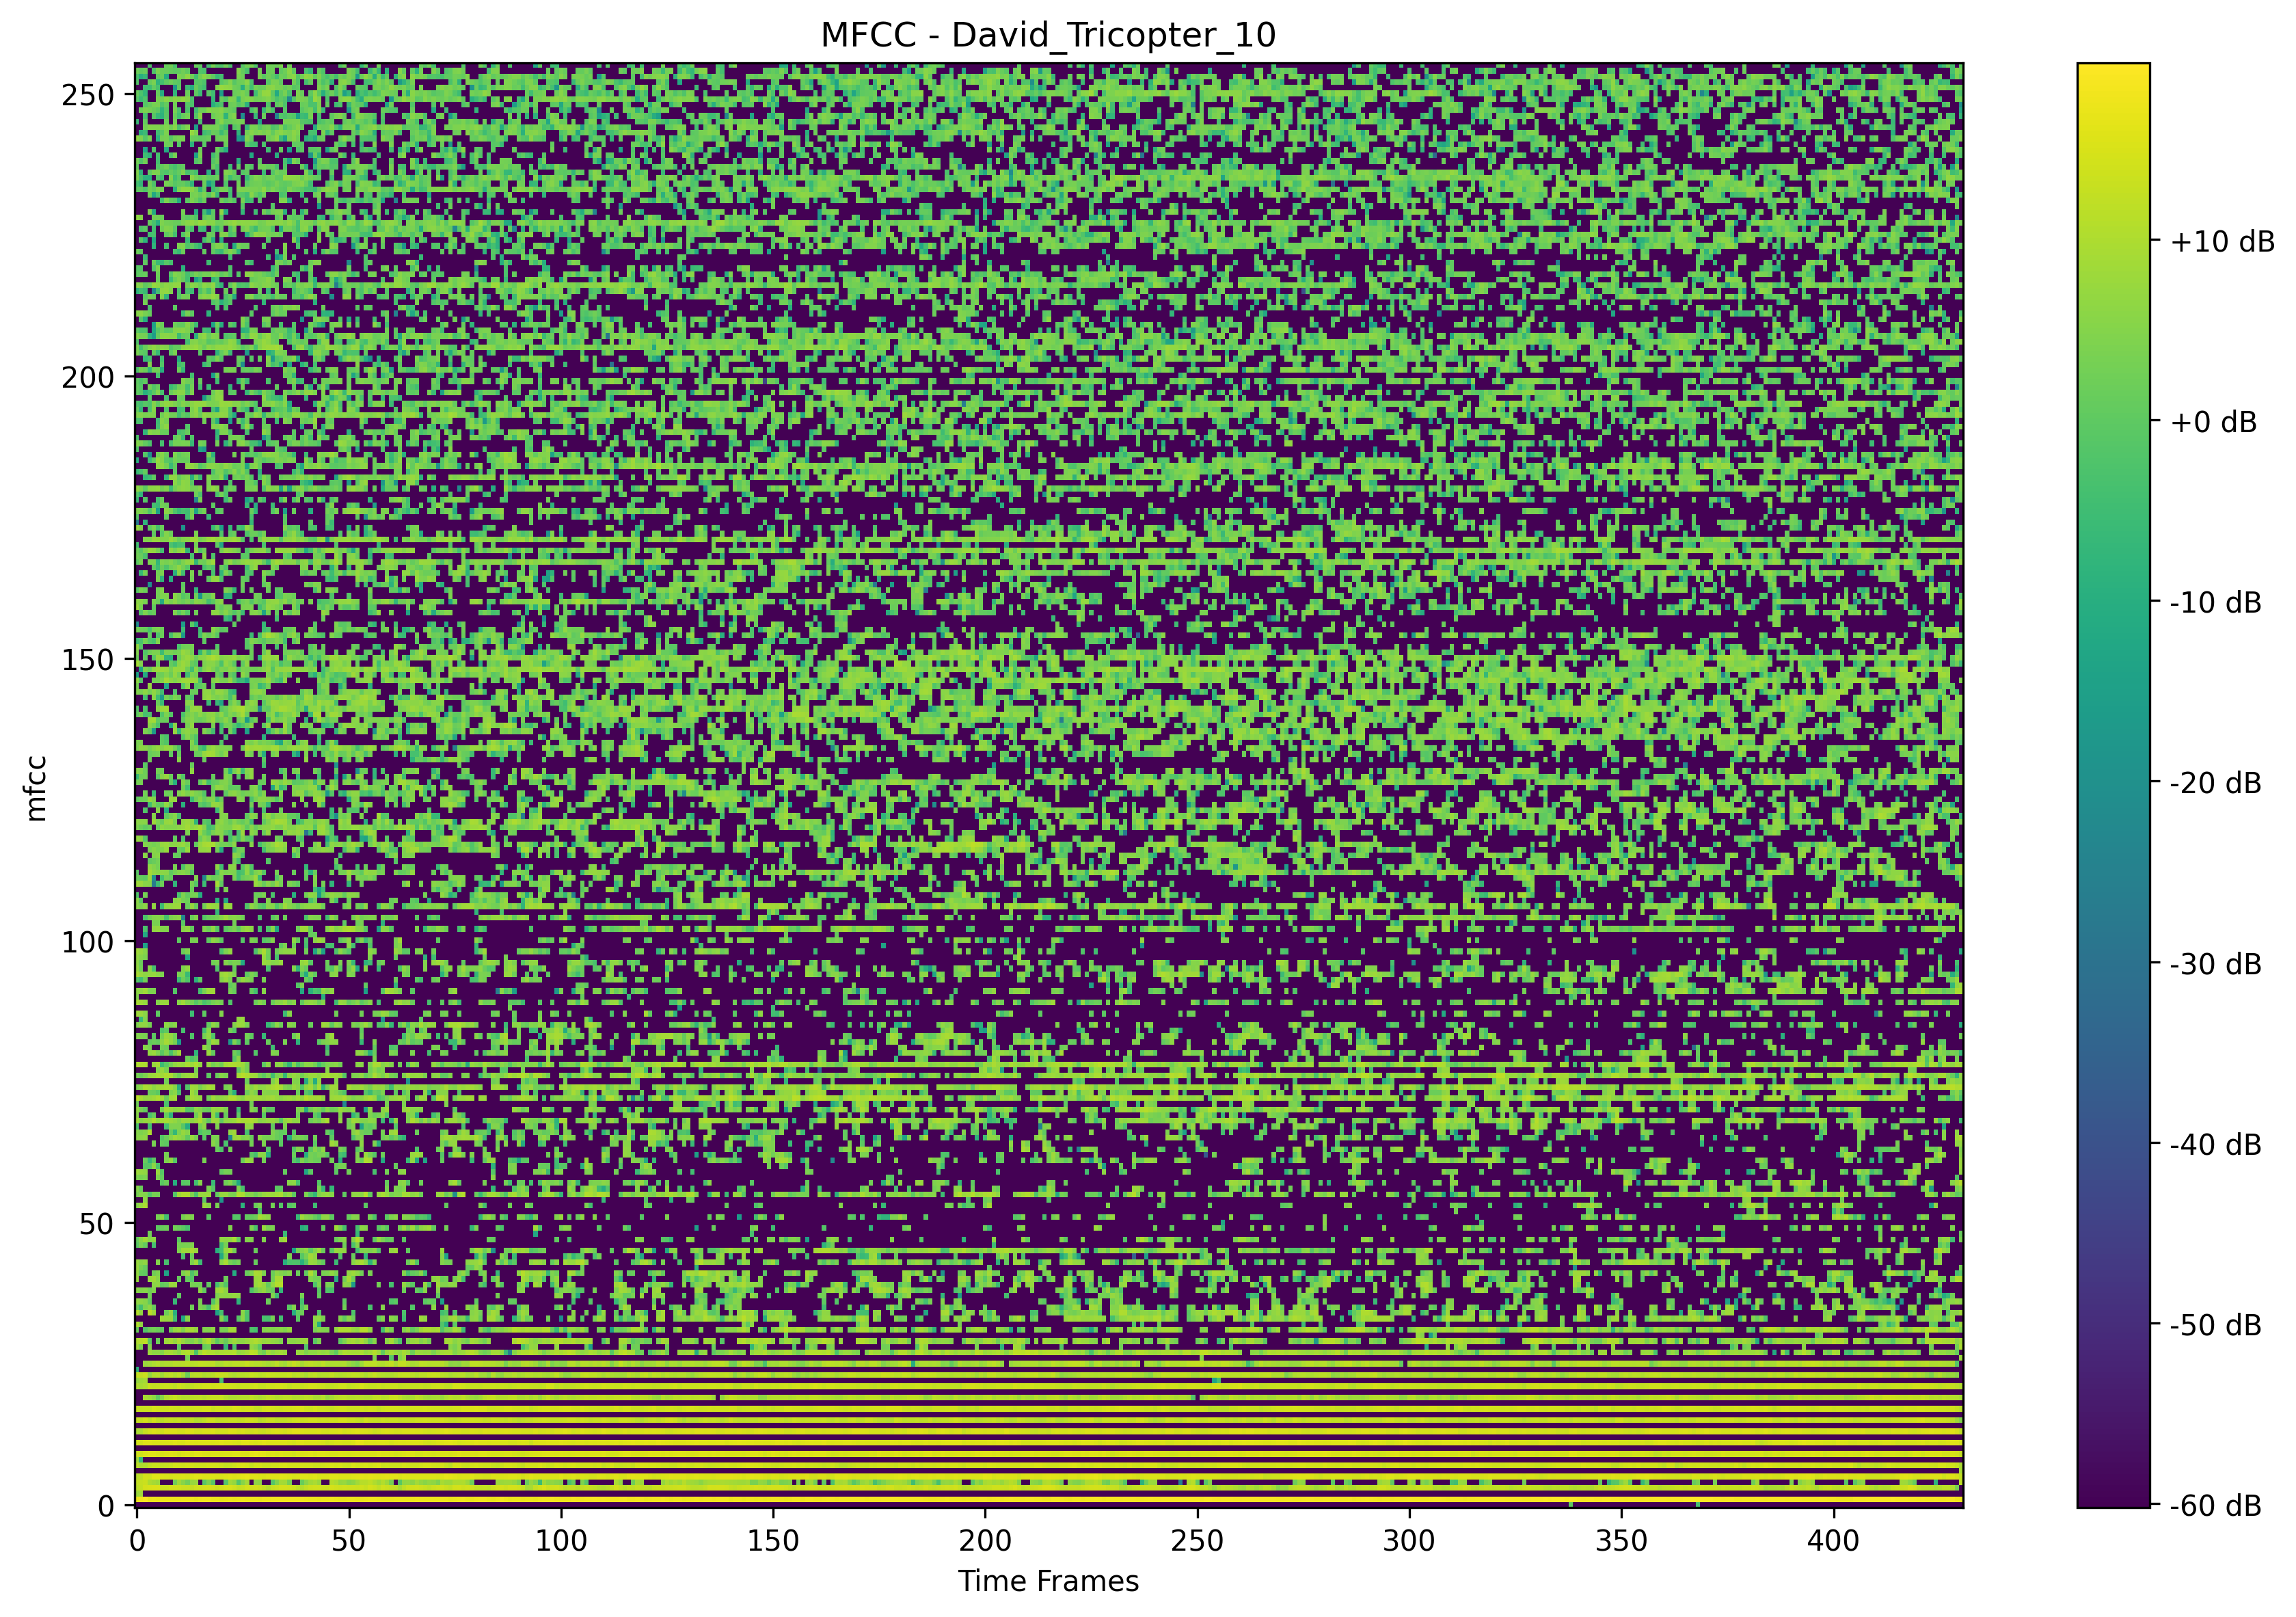 MFCC - David_Tricopter_10
250
200
150
100
50
0
mfcc
0 50 100 150 200 250 300 350 400
Time Frames
+10 dB
+0 dB
-10 dB
-20 dB
-30 dB
-40 dB
-50 dB
-60 dB